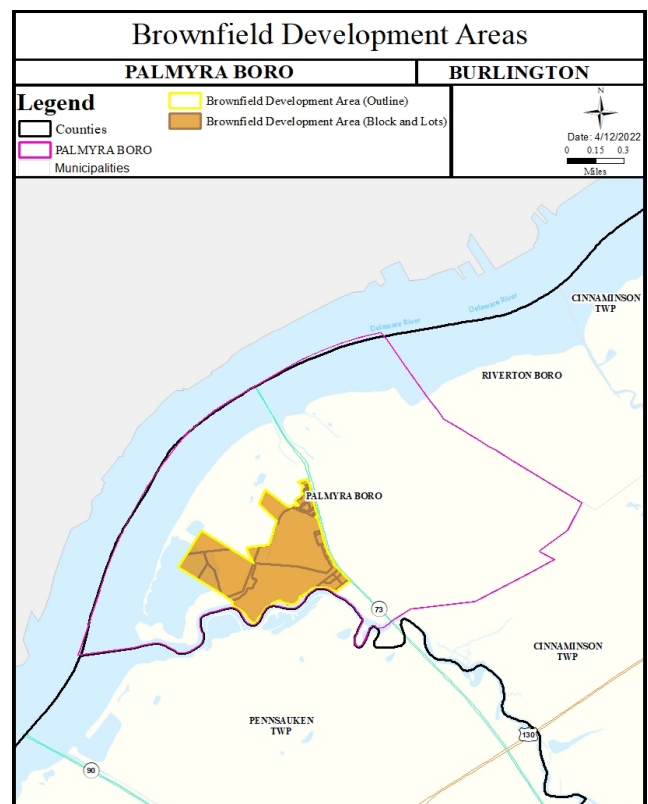 Brownfield Development Areas
PALMYRA BORO
BURLINGTON
Legend
Counties
PALMYRA BORO
Municipalities
Brownfield Development Area (Outline)
Brownfield Development Area (Block and Lots)
N
Date: 4/12/2022
0 0.15 0.3
Miles
CINNAMINSON
TWP
Delaware River
Delaware River
RIVERTON BORO
PALMYRA BORO
73
CINNAMINSON
TWP
PENNSAUKEN
TWP
130
90